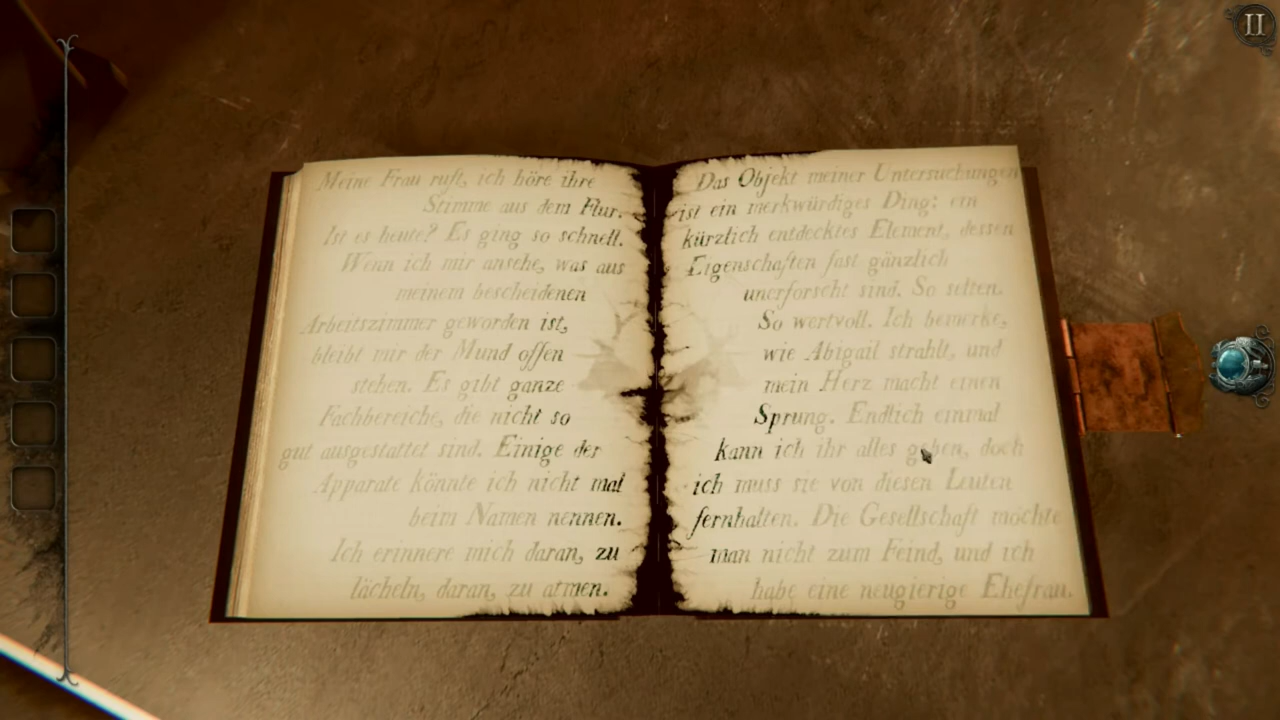 Meine Frau ruft, ich höre ihre
Stimme aus dem Flur.
Ist es heute? Es ging so schnell.
Wenn ich mir ansehe, was aus
meinem bescheidenen
Arbeitszimmer geworden ist,
bleibt mir der Mund offen
stehen. Es gibt ganze
Fachbereiche, die nicht so
gut ausgestattet sind. Einige der
Apparate könnte ich nicht mal
beim Namen nennen.
Ich erinnere mich daran, zu
lächeln, daran, zu atmen.
Das Objekt meiner Untersuchungen
ist ein merkwürdiges Ding: ein
kürzlich entdecktes Element, dessen
Eigenschaften fast gänzlich
unerforscht sind. So selten.
So wertvoll. Ich bemerke,
wie Abigail strahlt, und
mein Herz macht einen
Sprung. Endlich einmal
kann ich ihr alles geben, doch
ich muss sie von diesen Leuten
fernhalten. Die Gesellschaft möchte
man nicht zum Feind, und ich
habe eine neugierige Ehefrau.
II